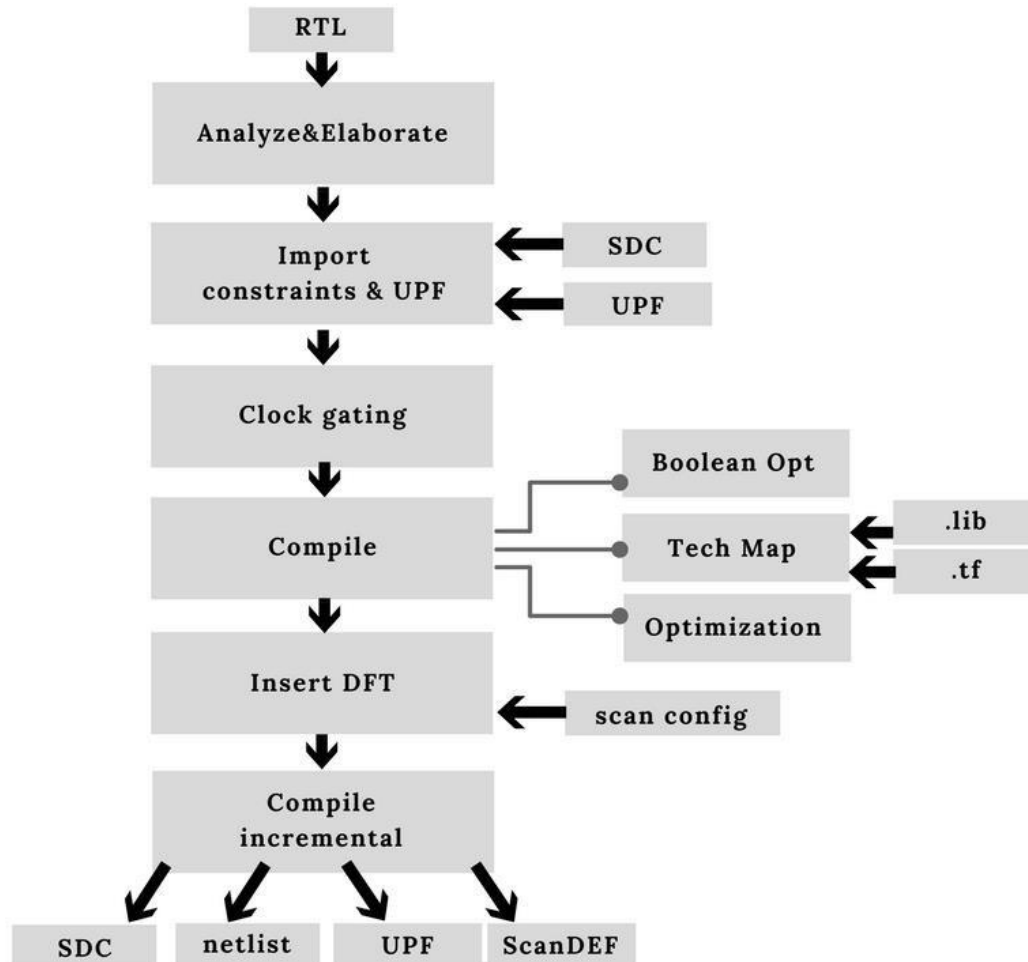 RTL
Analyze&Elaborate
Import
constraints & UPF
SDC
UPF
Clock gating
Compile
Boolean Opt
Tech Map
.lib
.tf
Optimization
Insert DFT
scan config
Compile
incremental
SDC
netlist
UPF
ScanDEF